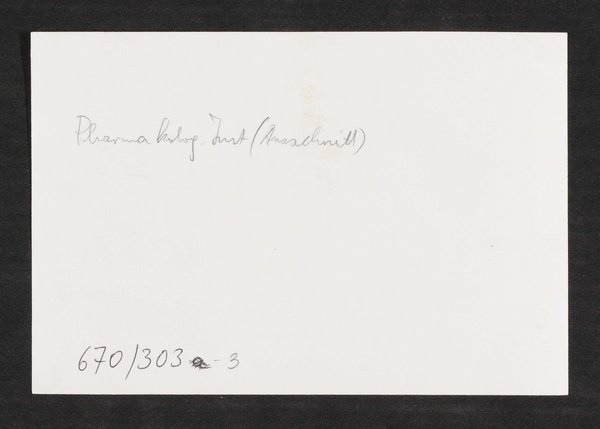 Pharmakolog. Inst (Ausschnitt)
670/303 - 3